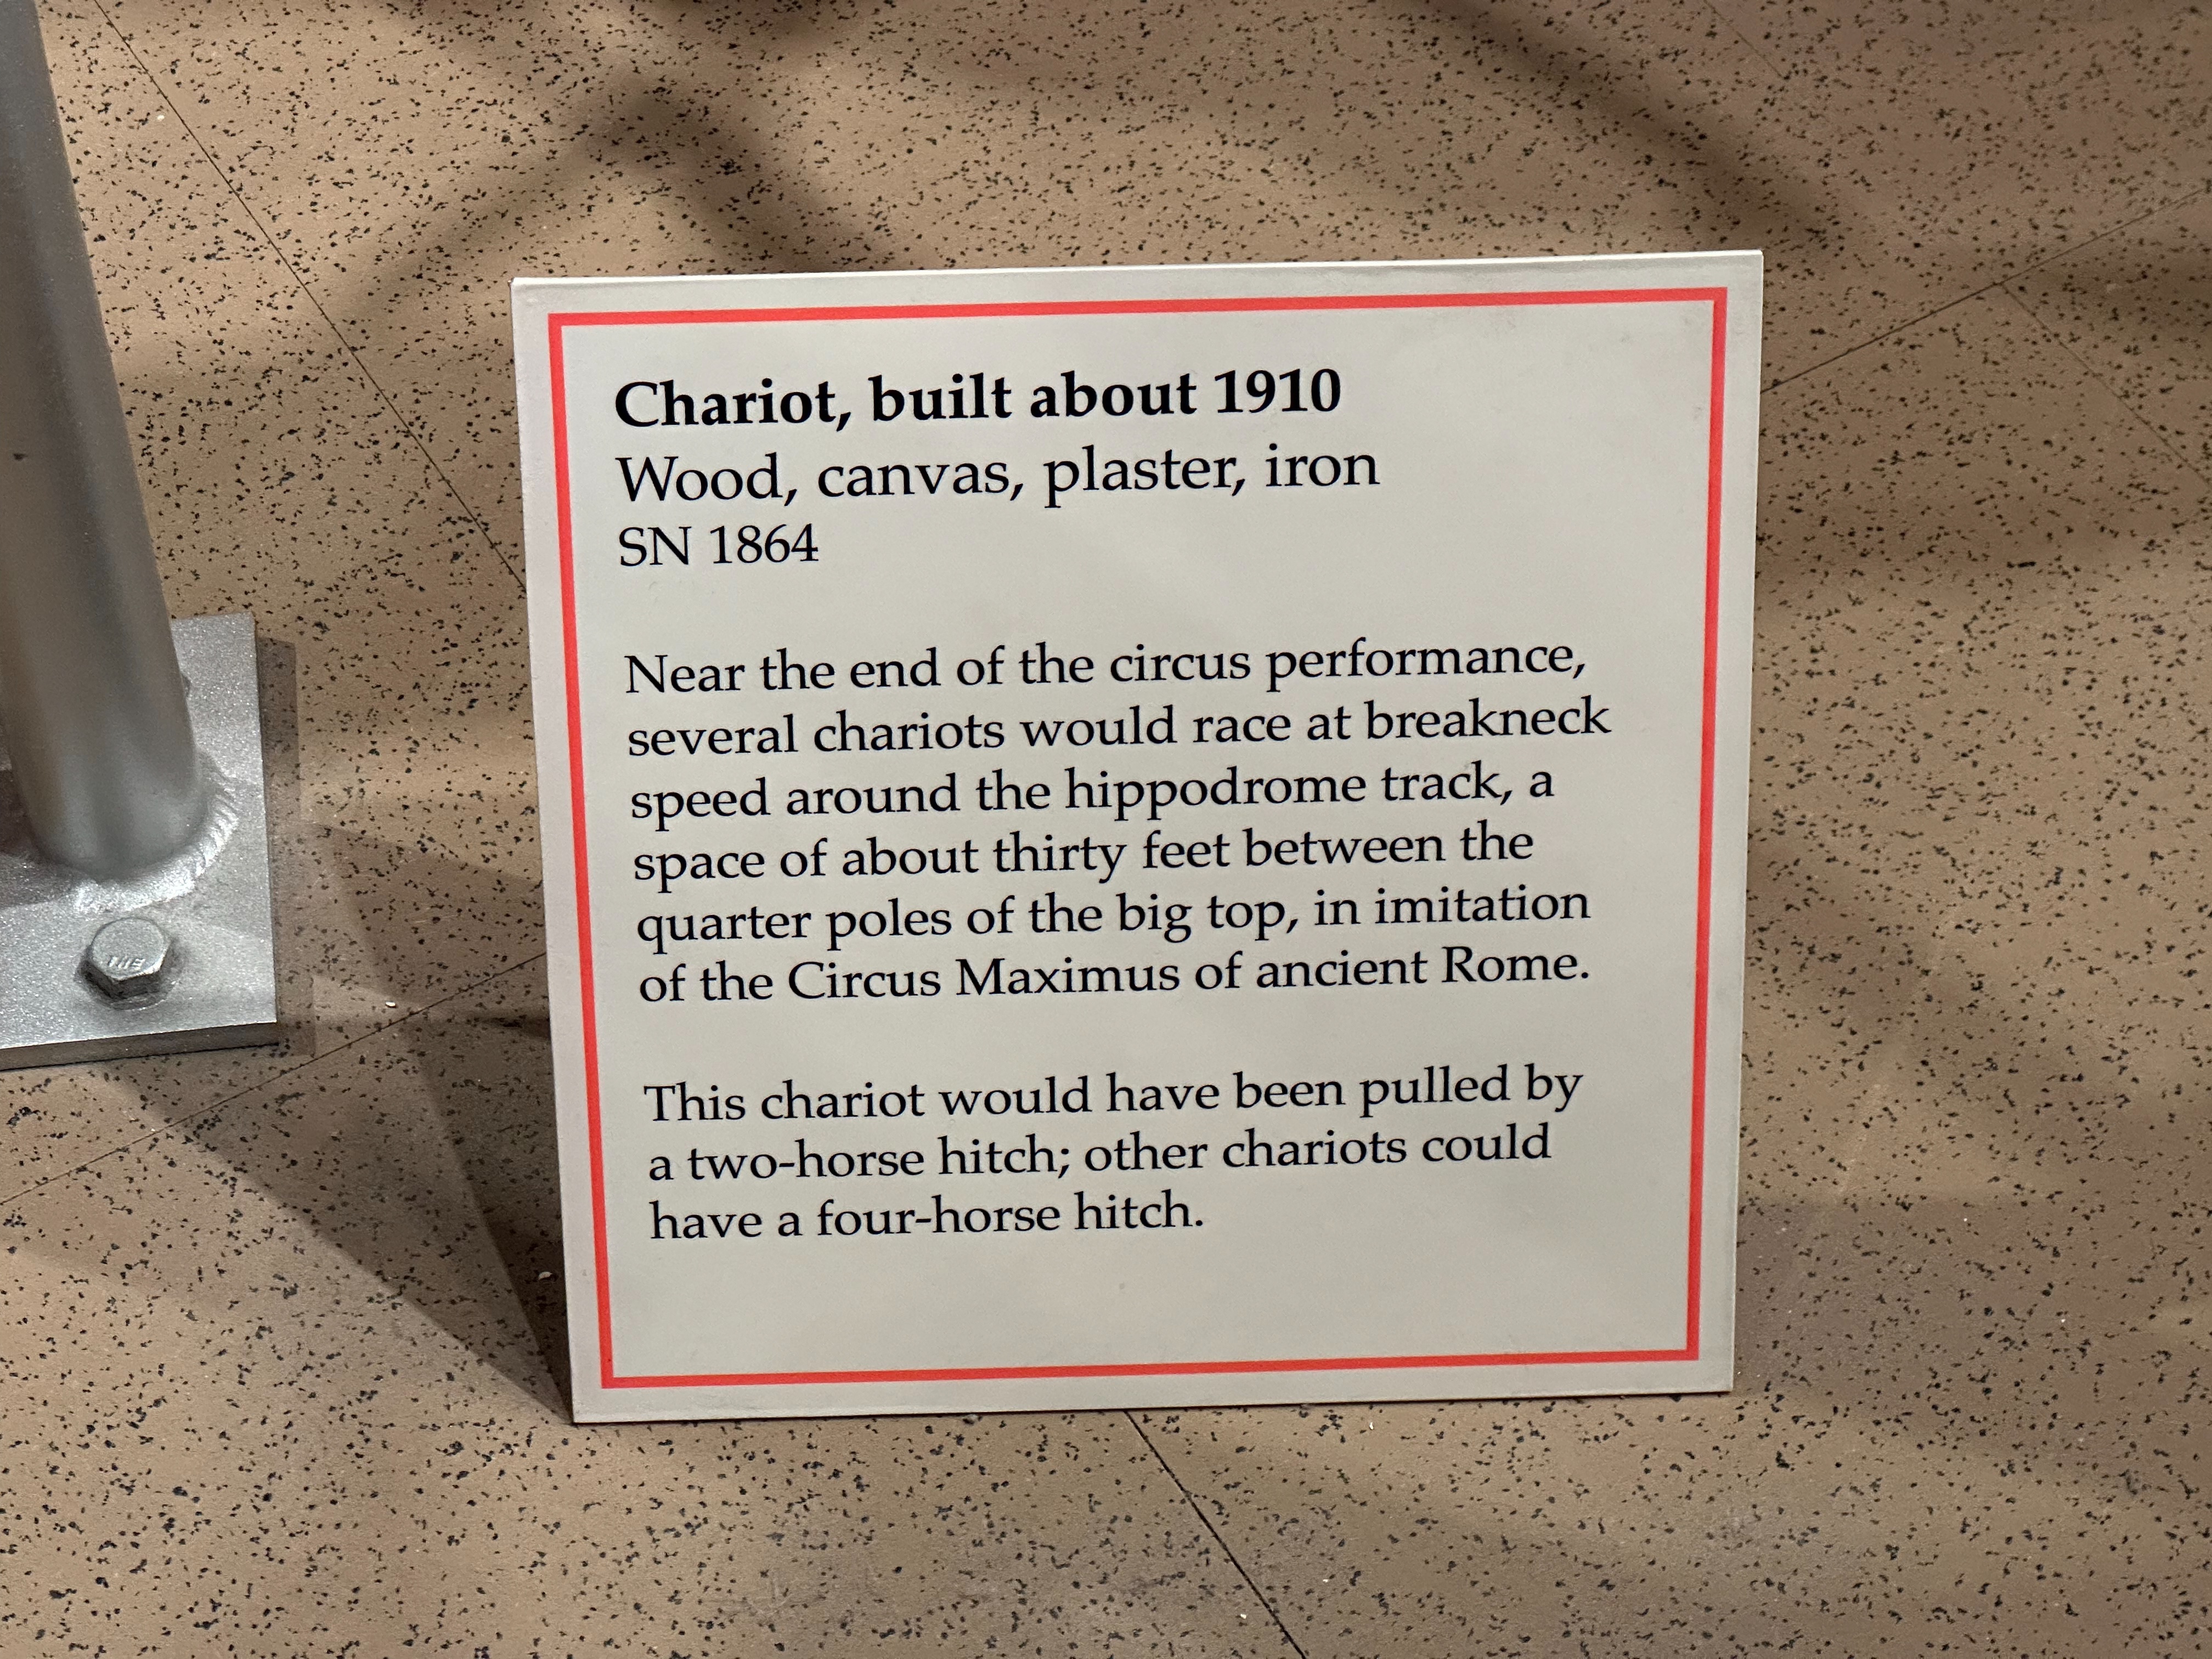 Chariot, built about 1910
Wood, canvas, plaster, iron
SN 1864
Near the end of the circus performance,
several chariots would race at breakneck
speed around the hippodrome track, a
space of about thirty feet between the
quarter poles of the big top, in imitation
of the Circus Maximus of ancient Rome.
This chariot would have been pulled by
a two-horse hitch; other chariots could
have a four-horse hitch.